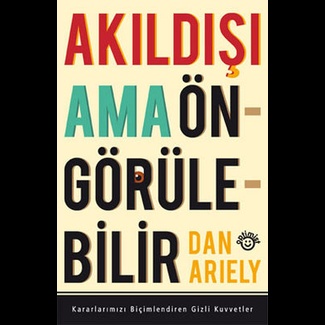 AKILDIŞI
AMA ÖN-
GÖRÜLE-
BİLİR
DAN
ARIELY
optimist
Kararlarımızı Biçimlendiren Gizli Kuvvetler